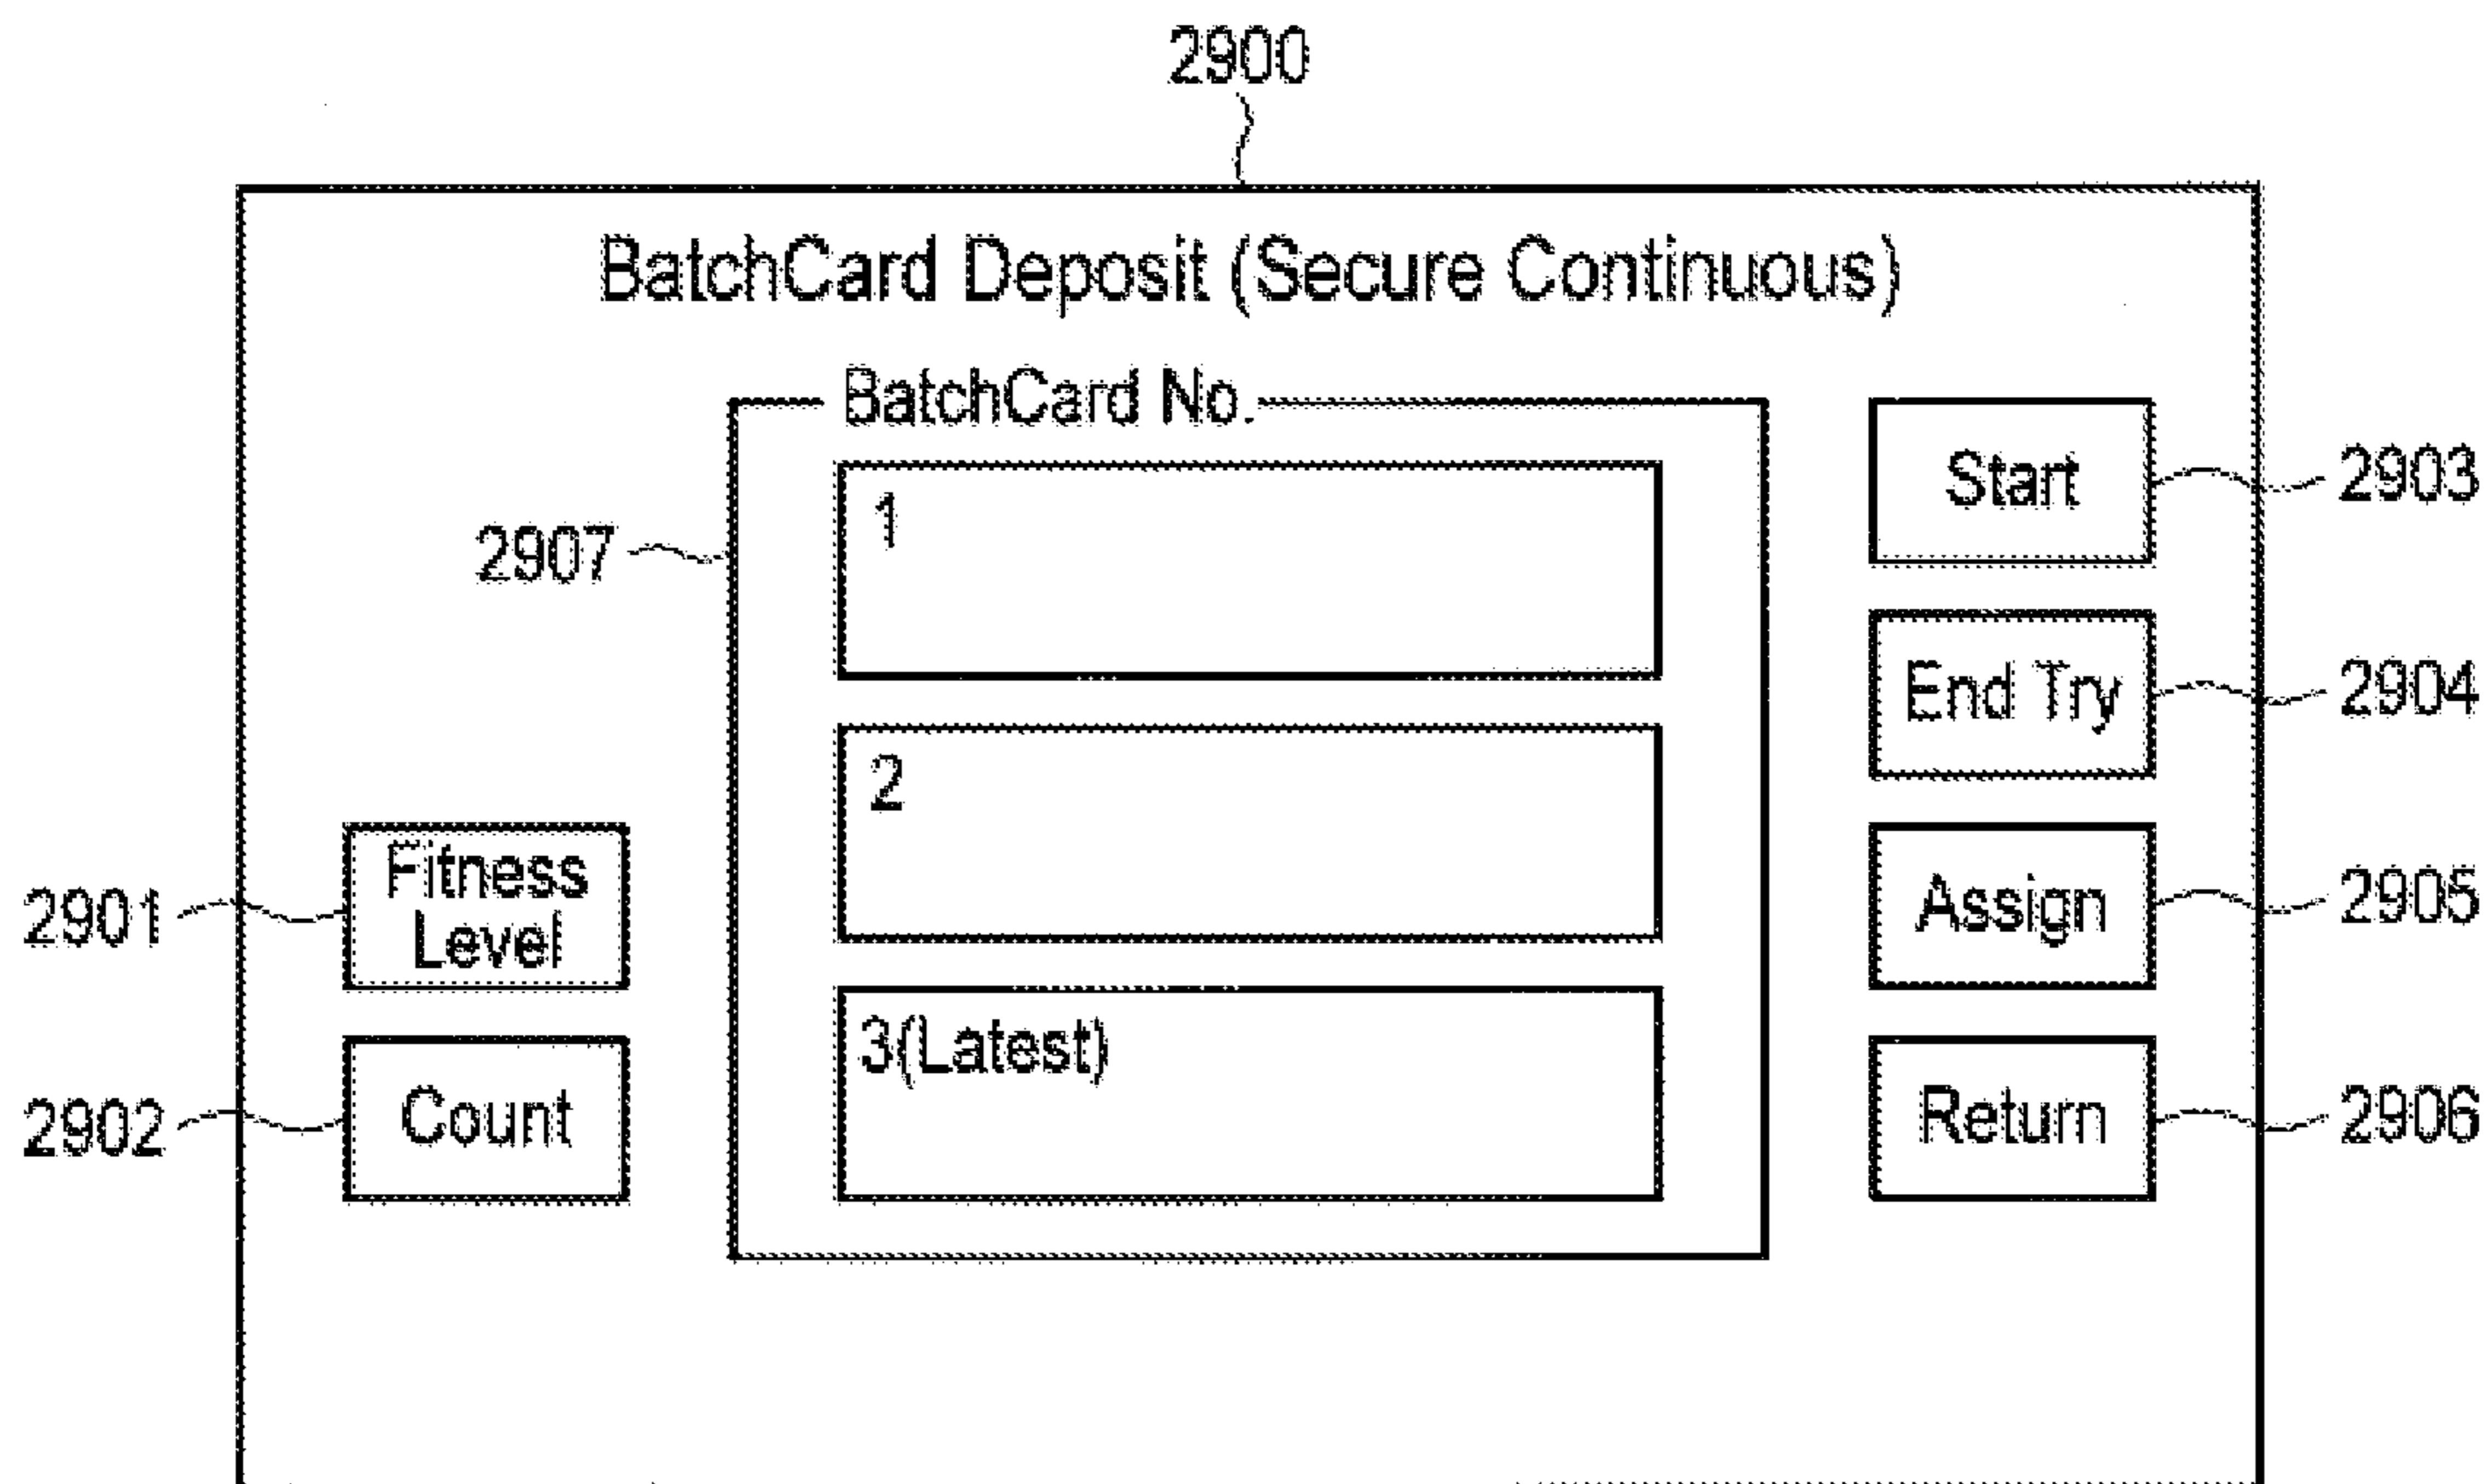 2900
BatchCard Deposit (Secure Continuous)
BatchCard No.
1
2
3(Latest)
2907
Fitness
Level
2901
Count
2902
Start
2903
End Try
2904
Assign
2905
Return
2906